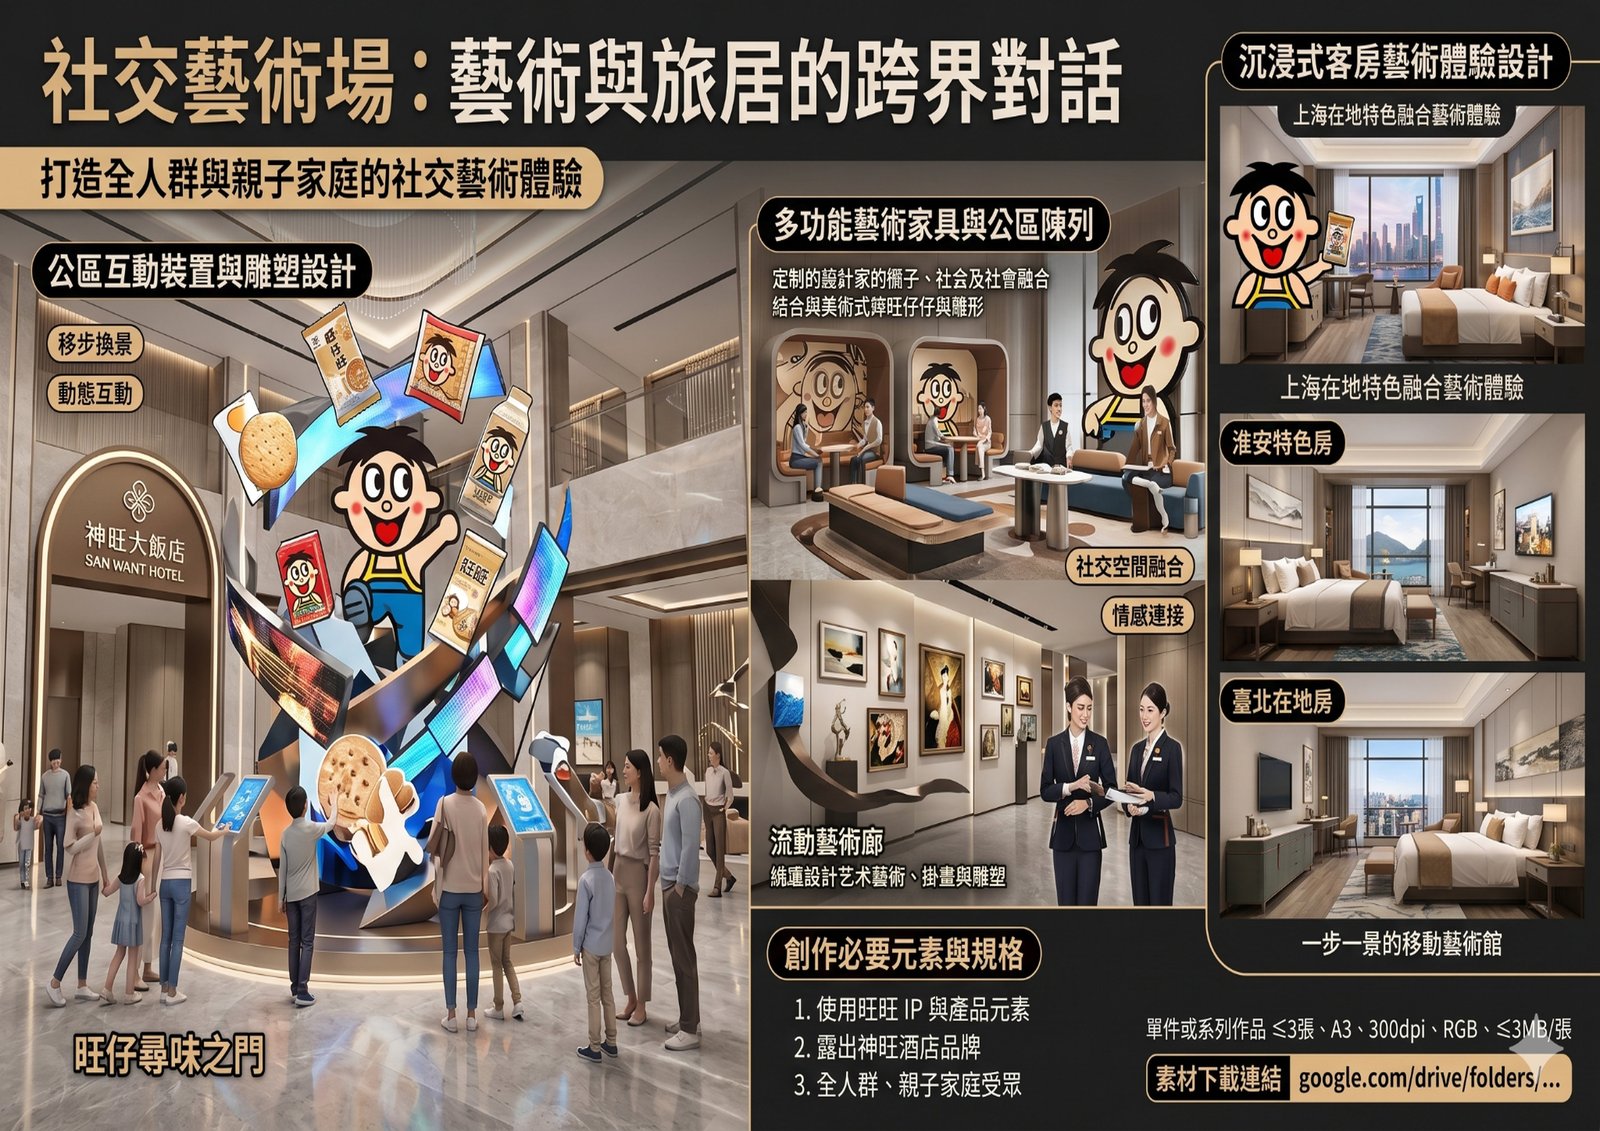 社交藝術場：藝術與旅居的跨界對話
打造全人群與親子家庭的社交藝術體驗
公區互動裝置與雕塑設計
移步換景
動態互動
神旺大飯店
SAN WANT HOTEL
旺仔尋味之門
多功能藝術家具與公區陳列
定制的設計家的
子、社会及社會融合
結合與美術式
旺仔仔與雕形
社交空間融合
情感連接
流動藝術廊
設計艺术藝術、掛畫與雕塑
創作必要元素與規格
1. 使用旺旺 IP 與產品元素
2. 露出神旺酒店品牌
3. 全人群、親子家庭受眾
沉浸式客房藝術體驗設計
上海在地特色融合藝術體驗
上海在地特色融合藝術體驗
淮安特色房
臺北在地房
一步一景的移動藝術館
單件或系列作品 ≤3張、A3、300dpi、RGB、≤3MB/張
素材下載連結
google.com/drive/folders/...